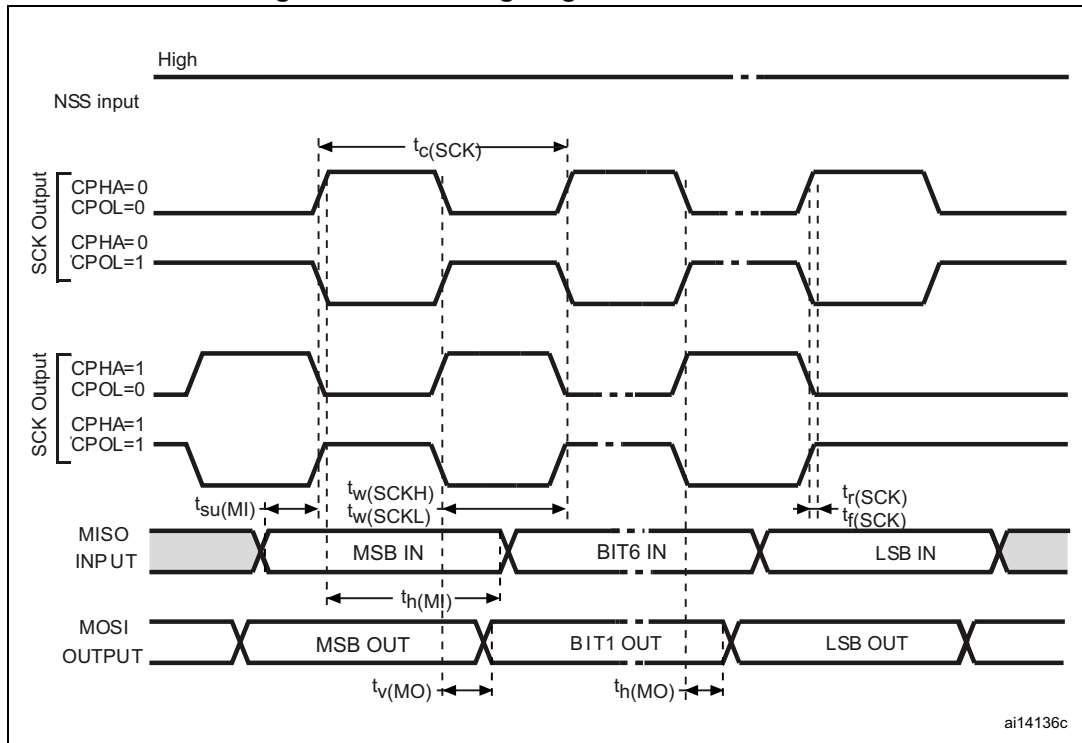 High
NSS input
tc(SCK)
SCK Output
CPHA=0
CPOL=0
CPHA=0
CPOL=1
SCK Output
CPHA=1
CPOL=0
CPHA=1
CPOL=1
tsu(MI)
tw(SCKH)
tw(SCKL)
tr(SCK)
tf(SCK)
MISO
INPUT
MSB IN
BIT6 IN
LSB IN
th(MI)
MOSI
OUTPUT
MSB OUT
BIT1 OUT
LSB OUT
tv(MO)
th(MO)
ai14136c